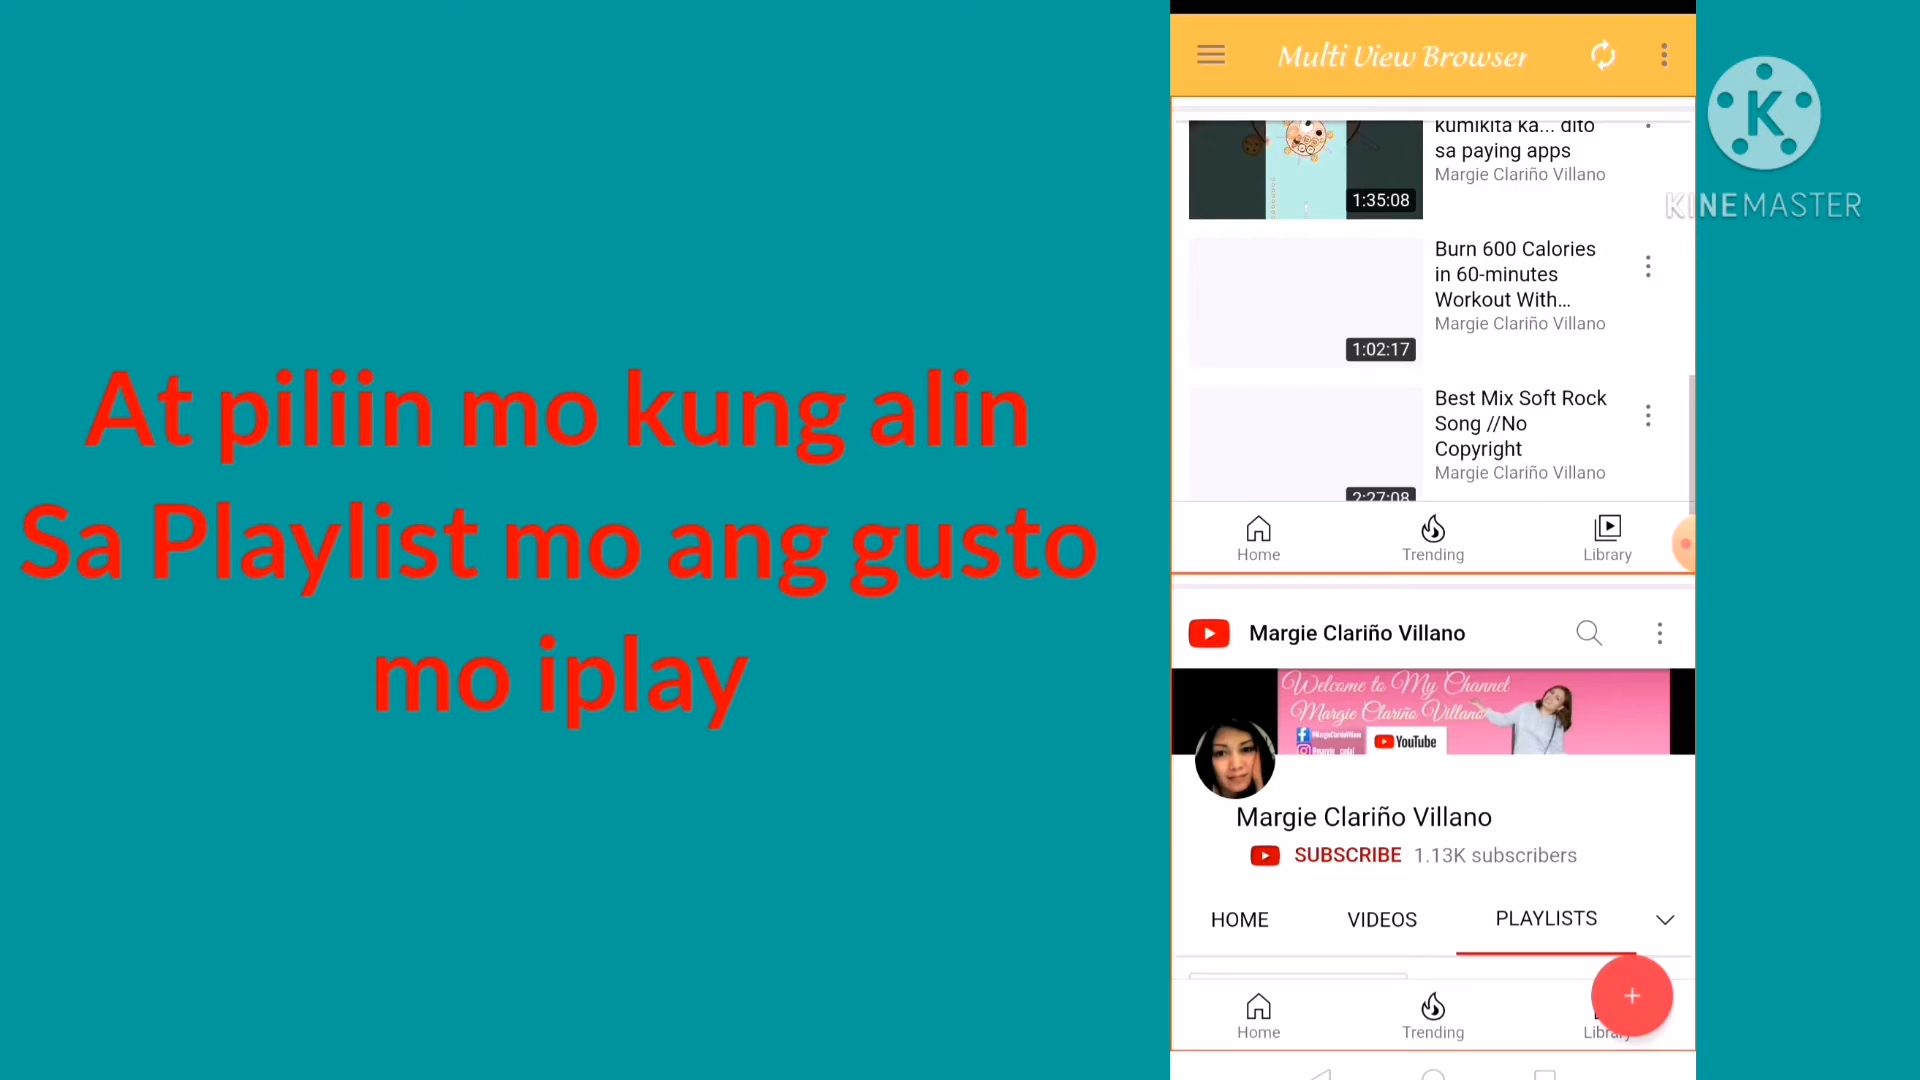 At piliin mo kung alin
Sa Playlist mo ang gusto
mo iplay
Multi View Browser
KINEMASTER
kumikita ka... dito
sa paying apps
Margie Clariño Villano
1:35:08
Burn 600 Calories
in 60-minutes
Workout With...
Margie Clariño Villano
1:02:17
Best Mix Soft Rock
Song //No
Copyright
Margie Clariño Villano
2:27:08
Home
Trending
Library
Margie Clariño Villano
Welcome to My Channel
Margie Clariño Villano
YouTube
Margie Clariño Villano
SUBSCRIBE 1.13K subscribers
HOME
VIDEOS
PLAYLISTS
Home
Trending
Library